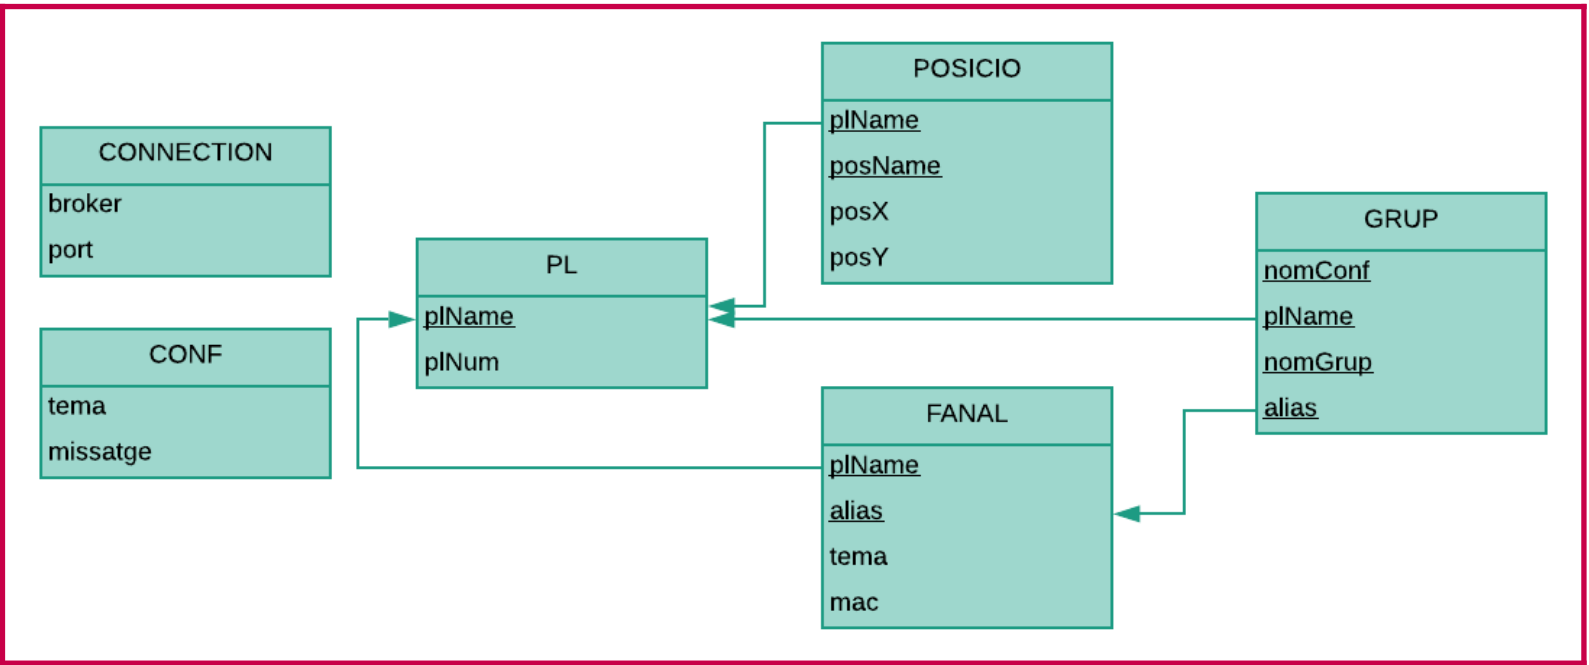 CONNECTION
broker
port
CONF
tema
missatge
PL
plName
plNum
POSICIO
plName
posName
posX
posY
FANAL
plName
alias
tema
mac
GRUP
nomConf
plName
nomGrup
alias